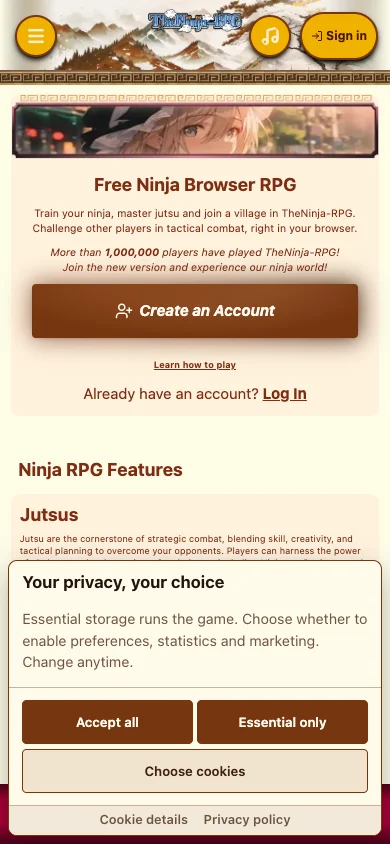 TheNinja-RPG
Sign in
Free Ninja Browser RPG
Train your ninja, master jutsu and join a village in TheNinja-RPG.
Challenge other players in tactical combat, right in your browser.
More than 1,000,000 players have played TheNinja-RPG!
Join the new version and experience our ninja world!
Create an Account
Learn how to play
Already have an account? Log In
Ninja RPG Features
Jutsus
Jutsu are the cornerstone of strategic combat, blending skill, creativity, and
tactical planning to overcome your opponents. Players can harness the power
Your privacy, your choice
Essential storage runs the game. Choose whether to
enable preferences, statistics and marketing.
Change anytime.
Accept all
Essential only
Choose cookies
Cookie details
Privacy policy